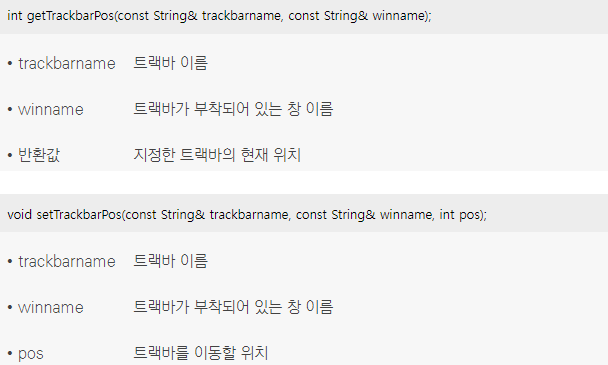 int getTrackbarPos(const String& trackbarname, const String& winname);
• trackbarname 트랙바 이름
• winname 트랙바가 부착되어 있는 창 이름
• 반환값 지정한 트랙바의 현재 위치
void setTrackbarPos(const String& trackbarname, const String& winname, int pos);
• trackbarname 트랙바 이름
• winname 트랙바가 부착되어 있는 창 이름
• pos 트랙바를 이동할 위치